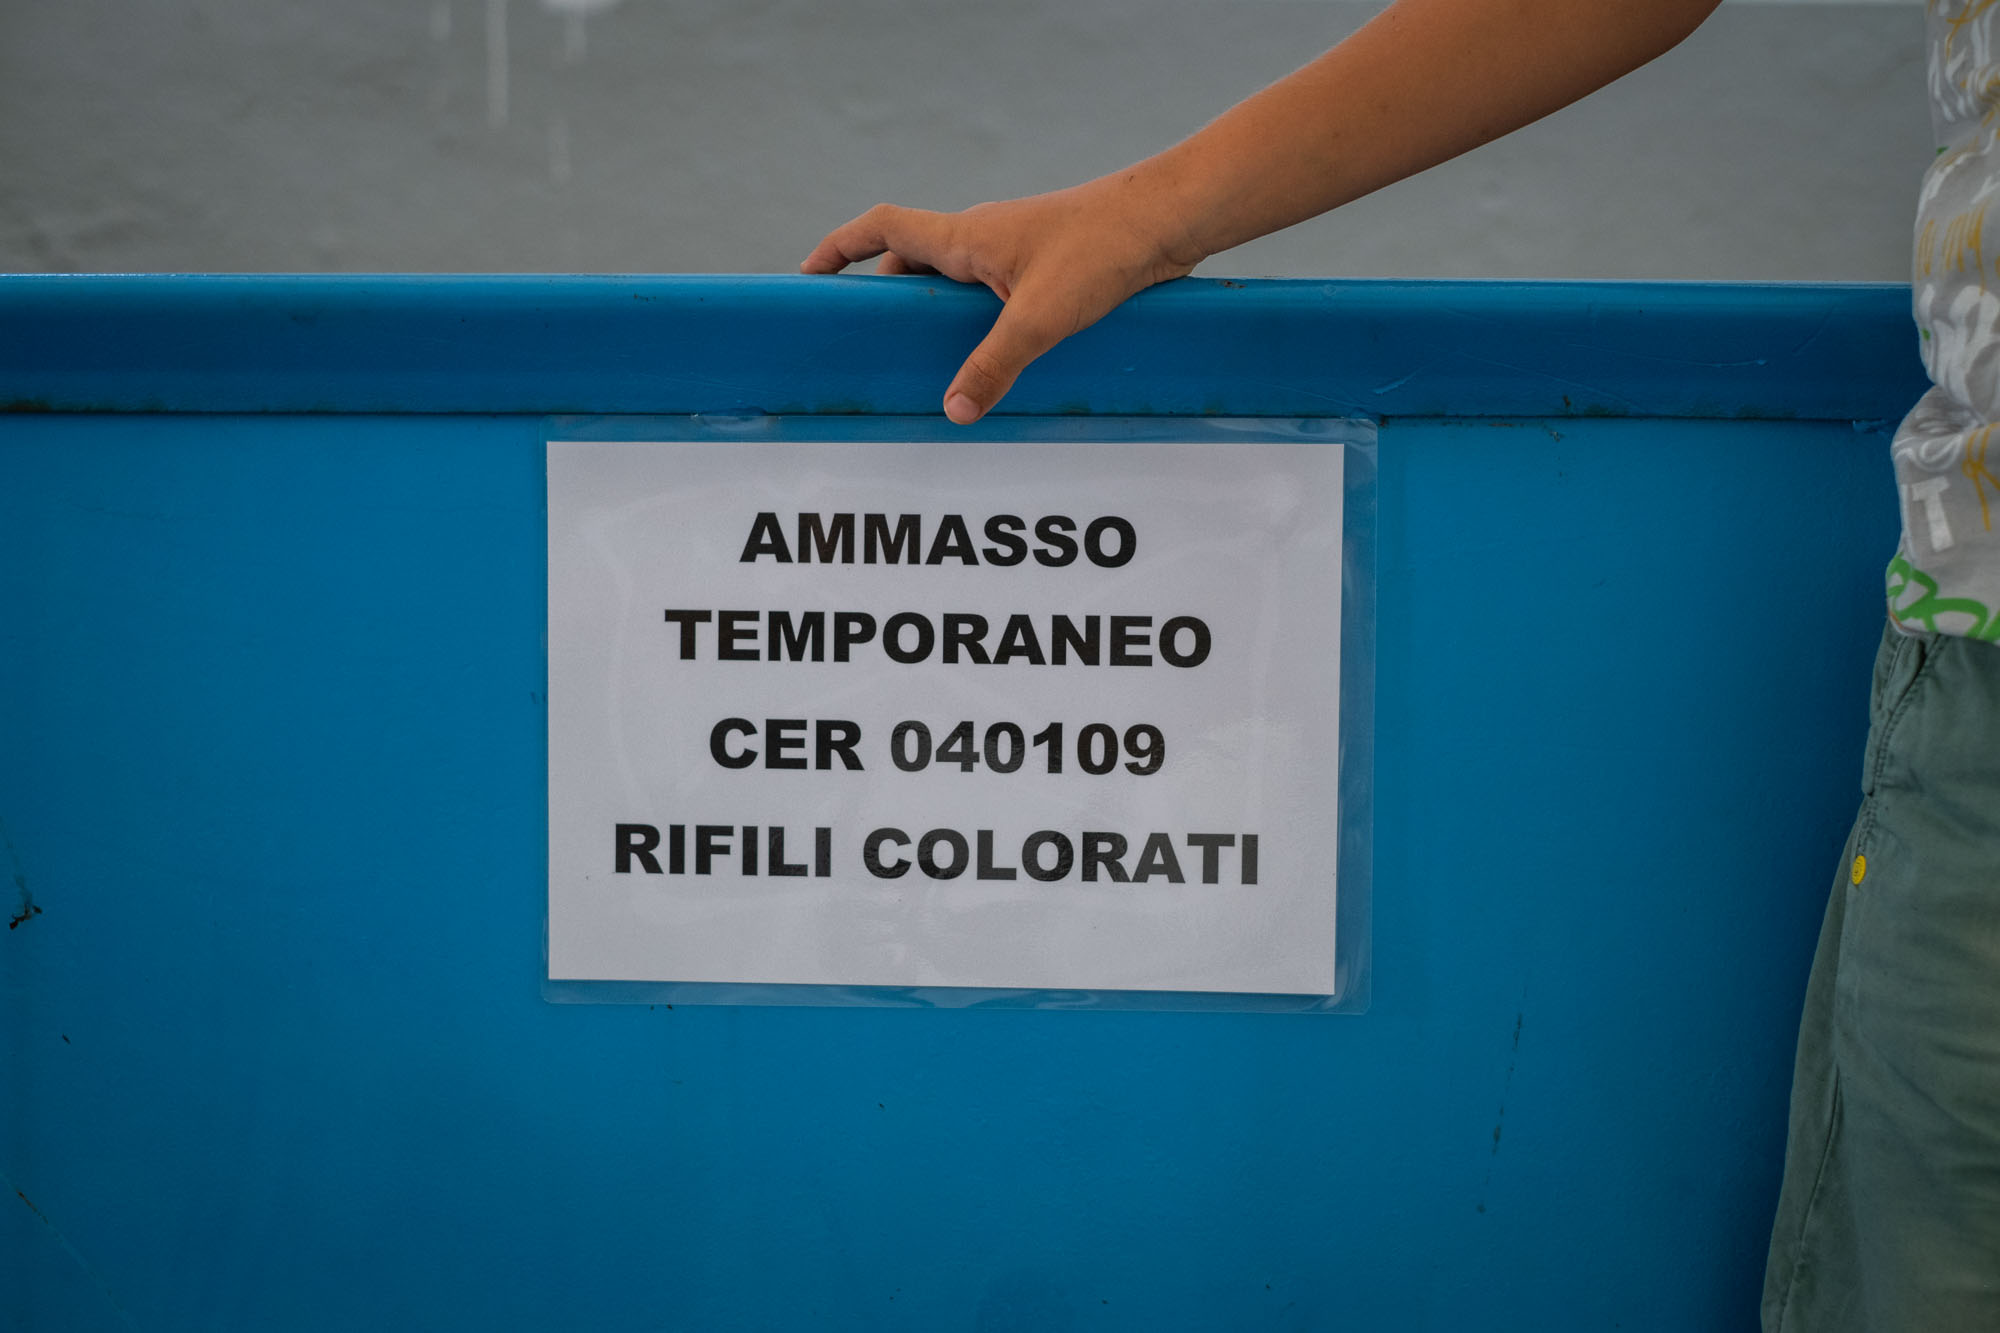 AMMASSO
TEMPORANEO
CER 040109
RIFILI COLORATI